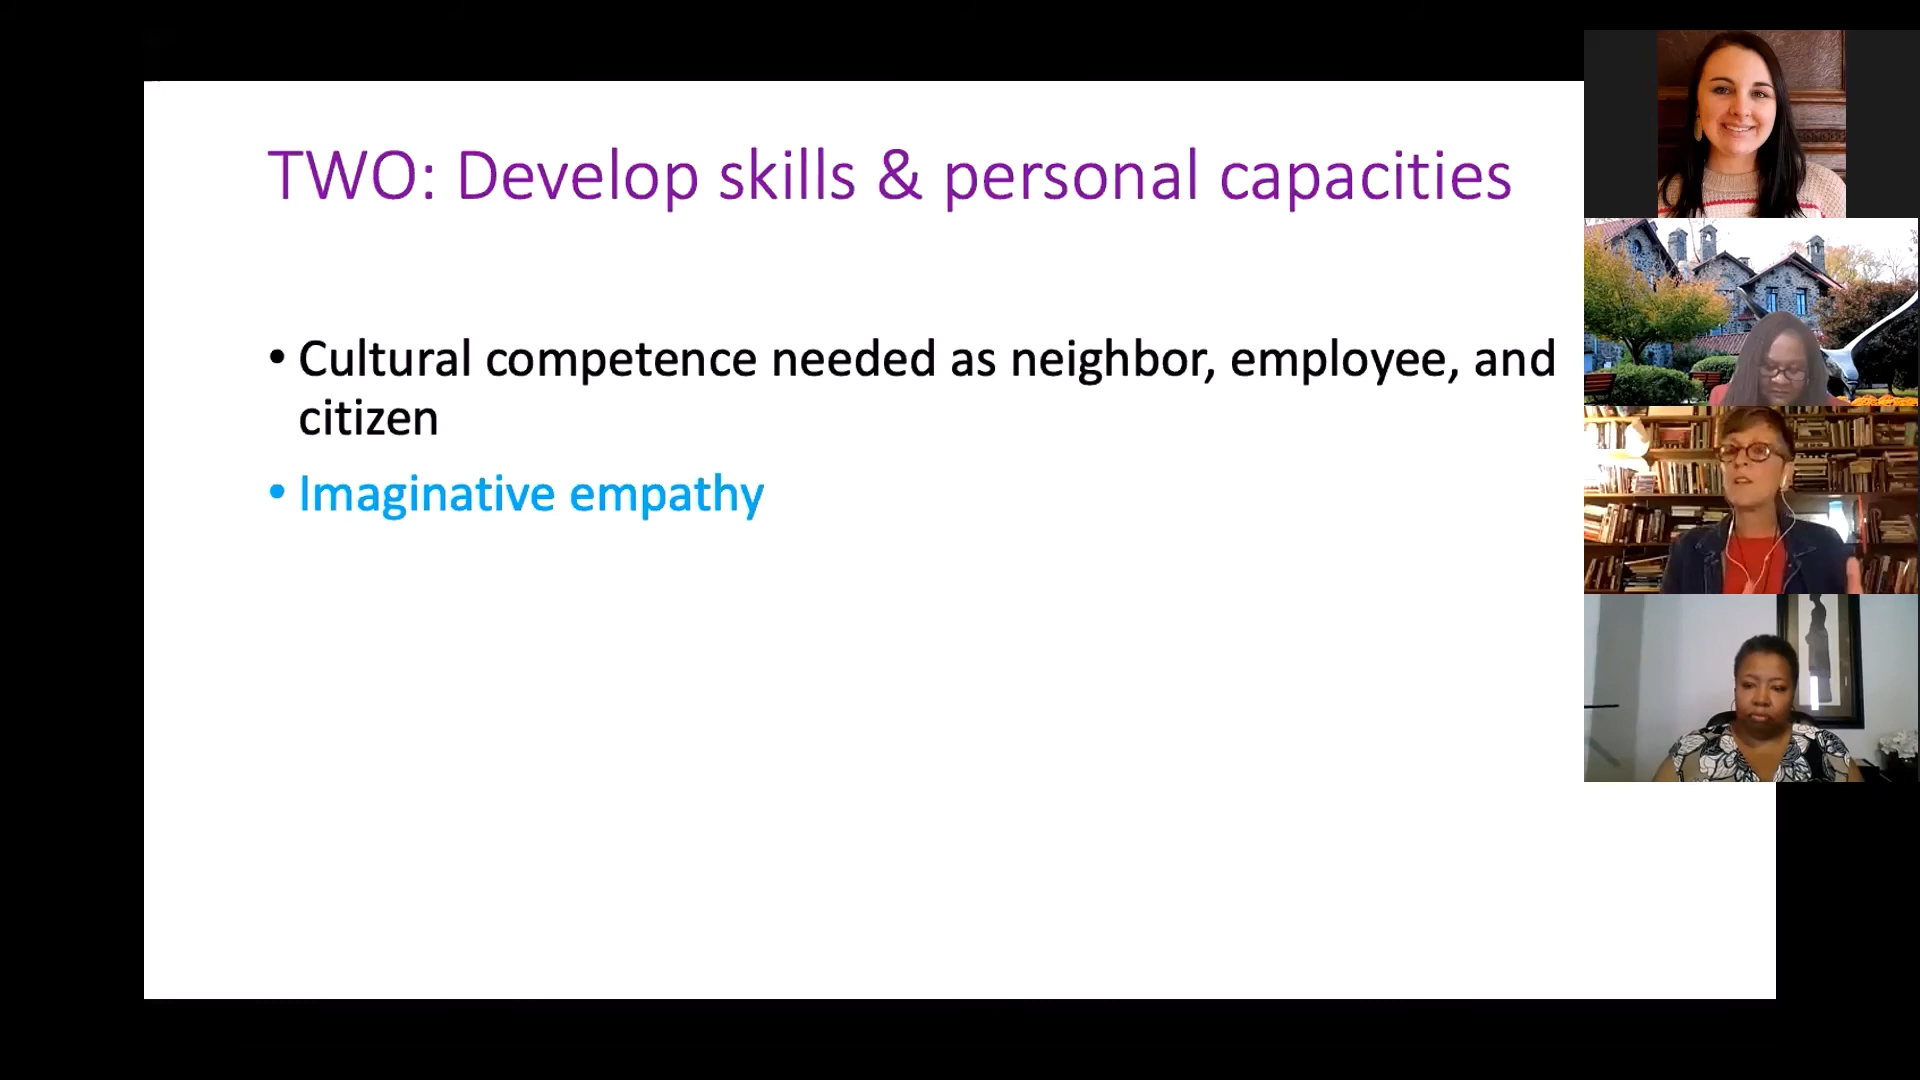 TWO: Develop skills & personal capacities
• Cultural competence needed as neighbor, employee, and
citizen
• Imaginative empathy